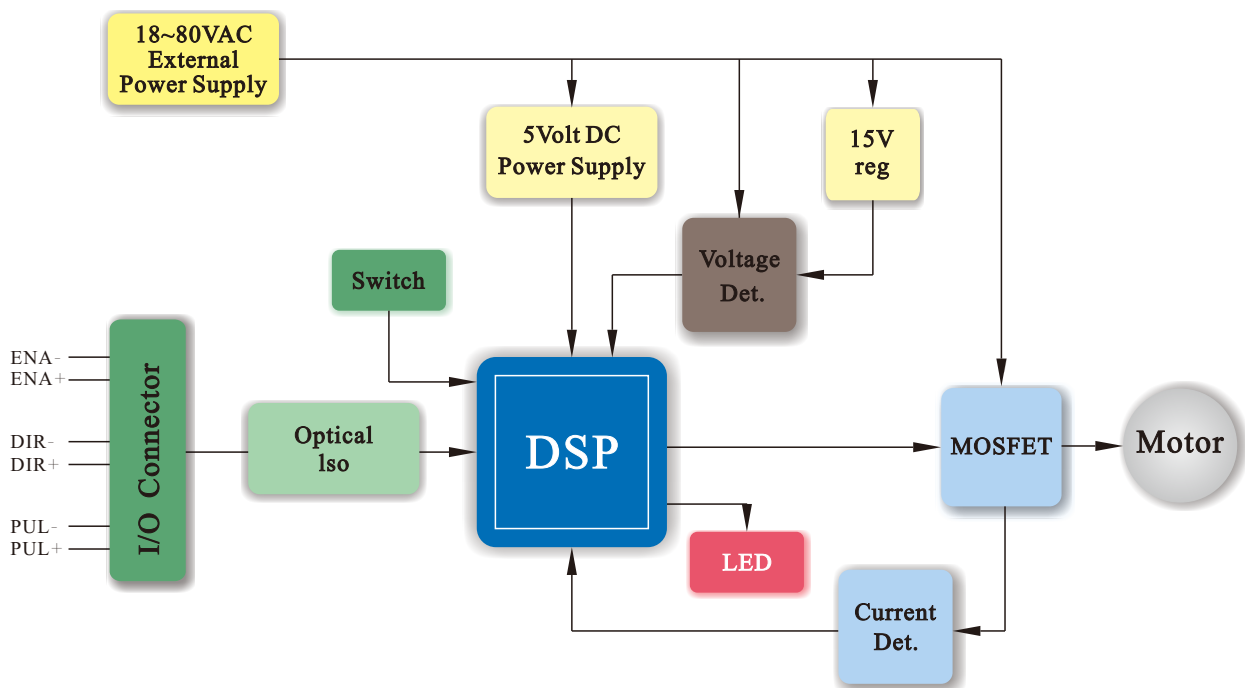 18~80VAC
External
Power Supply
5Volt DC
Power Supply
15V
reg
Voltage
Det.
Switch
ENA-
ENA+
DIR-
DIR+
PUL-
PUL+
I/O Connector
Optical
lso
DSP
MOSFET
Motor
LED
Current
Det.